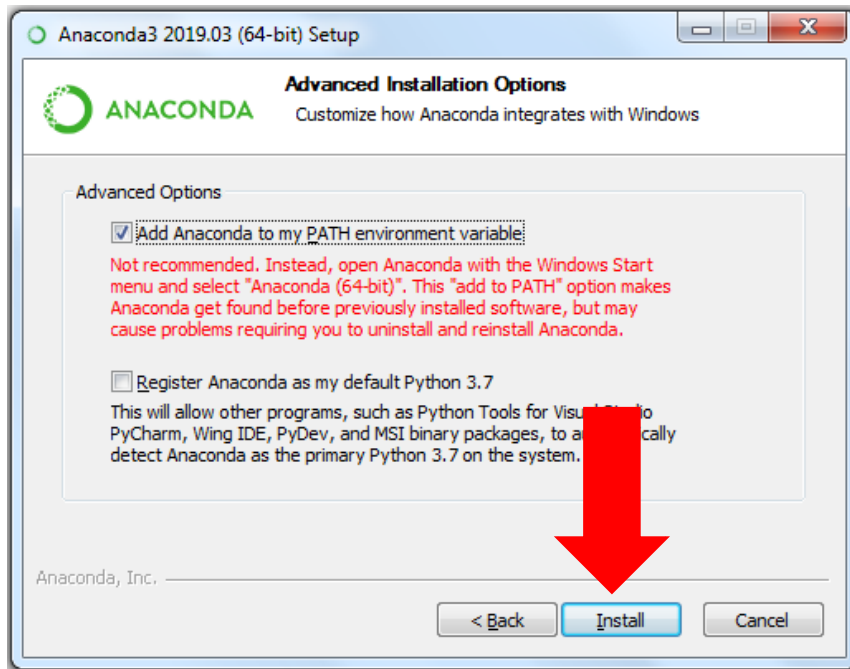 Anaconda3 2019.03 (64-bit) Setup
Advanced Installation Options
ANACONDA
Customize how Anaconda integrates with Windows
Advanced Options
Add Anaconda to my PATH environment variable
Not recommended. Instead, open Anaconda with the Windows Start
menu and select "Anaconda (64-bit)". This "add to PATH" option makes
Anaconda get found before previously installed software, but may
cause problems requiring you to uninstall and reinstall Anaconda.
Register Anaconda as my default Python 3.7
This will allow other programs, such as Python Tools for
PyCharm, Wing IDE, PyDev, and MSI binary packages, to
detect Anaconda as the primary Python 3.7 on the system.
Anaconda, Inc.
< Back
Install
Cancel